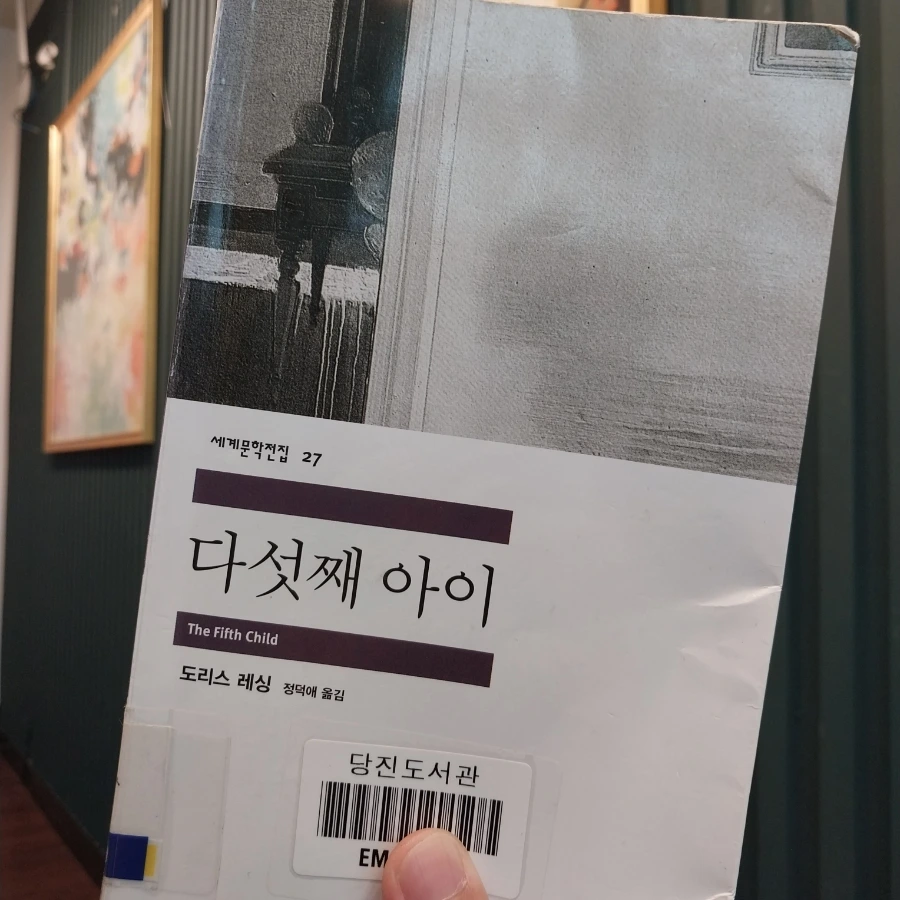 세계문학전집 27
다섯째 아이
The Fifth Child
도리스 레싱 정덕애 옮김
당진도서관
EM